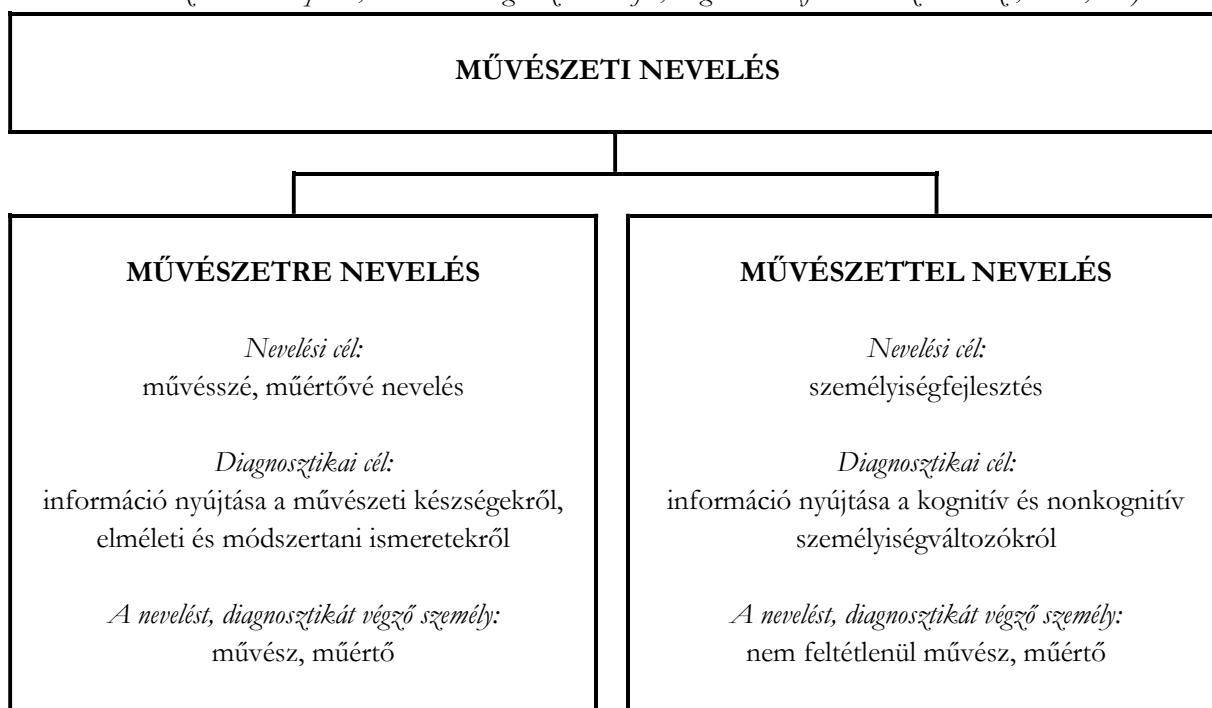 MŰVÉSZETI NEVELÉS
MŰVÉSZETRE NEVELÉS
Nevelési cél:
művésszé, műértővé nevelés
Diagnosztikai cél:
információ nyújtása a művészeti készségekről,
elméleti és módszertani ismeretekről
A nevelést, diagnosztikát végző személy:
művész, műértő
MŰVÉSZETTEL NEVELÉS
Nevelési cél:
személyiségfejlesztés
Diagnosztikai cél:
információ nyújtása a kognitív és nonkognitív
személyiségváltozókról
A nevelést, diagnosztikát végző személy:
nem feltétlenül művész, műértő